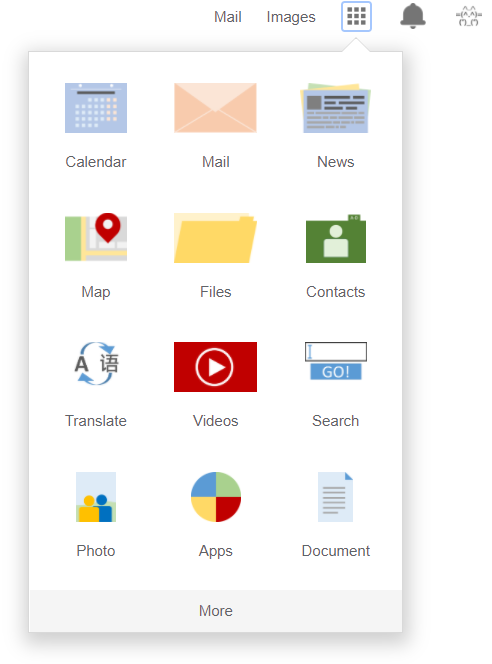 Mail Images
Calendar Mail News
Map Files Contacts
A 语
GO!
Translate Videos Search
Photo Apps Document
More